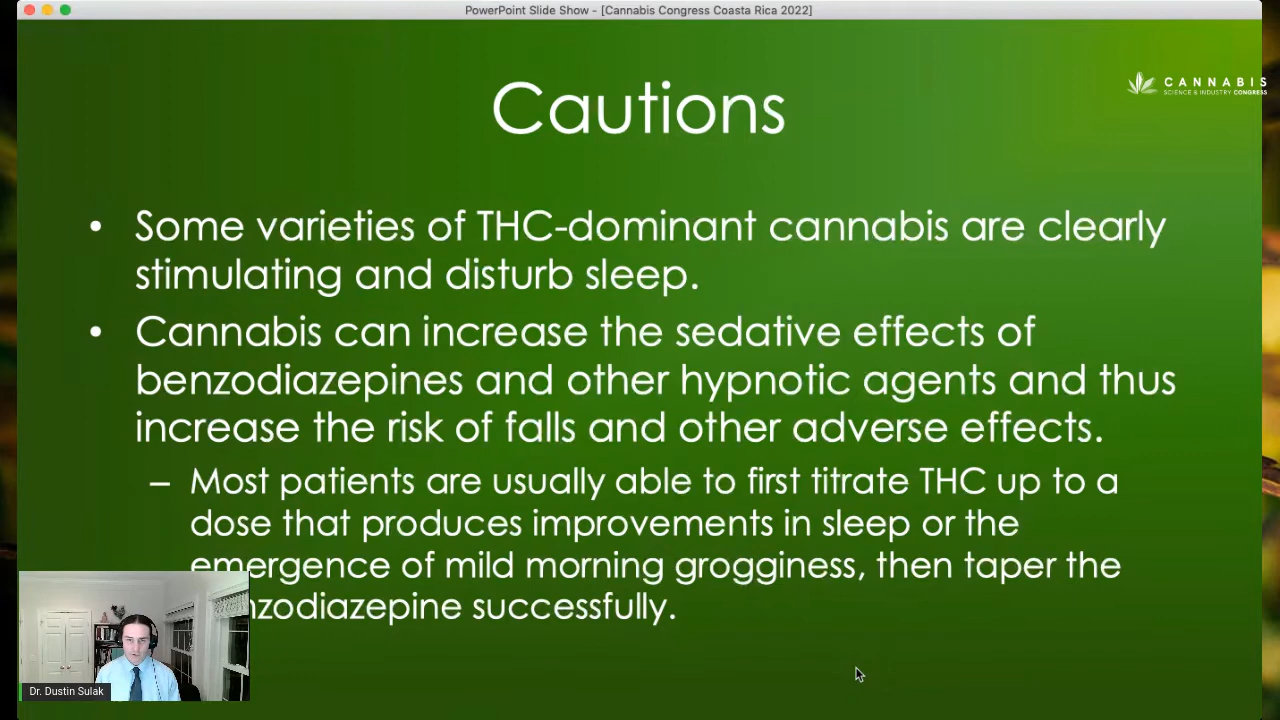 PowerPoint Slide Show - [Cannabis Congress Coasta Rica 2022]
CANNABIS
SCIENCE & INDUSTRY CONGRESS
Cautions
• Some varieties of THC-dominant cannabis are clearly
stimulating and disturb sleep.
• Cannabis can increase the sedative effects of
benzodiazepines and other hypnotic agents and thus
increase the risk of falls and other adverse effects.
– Most patients are usually able to first titrate THC up to a
dose that produces improvements in sleep or the
emergence of mild morning grogginess, then taper the
nzodiazepine successfully.
Dr. Dustin Sulak